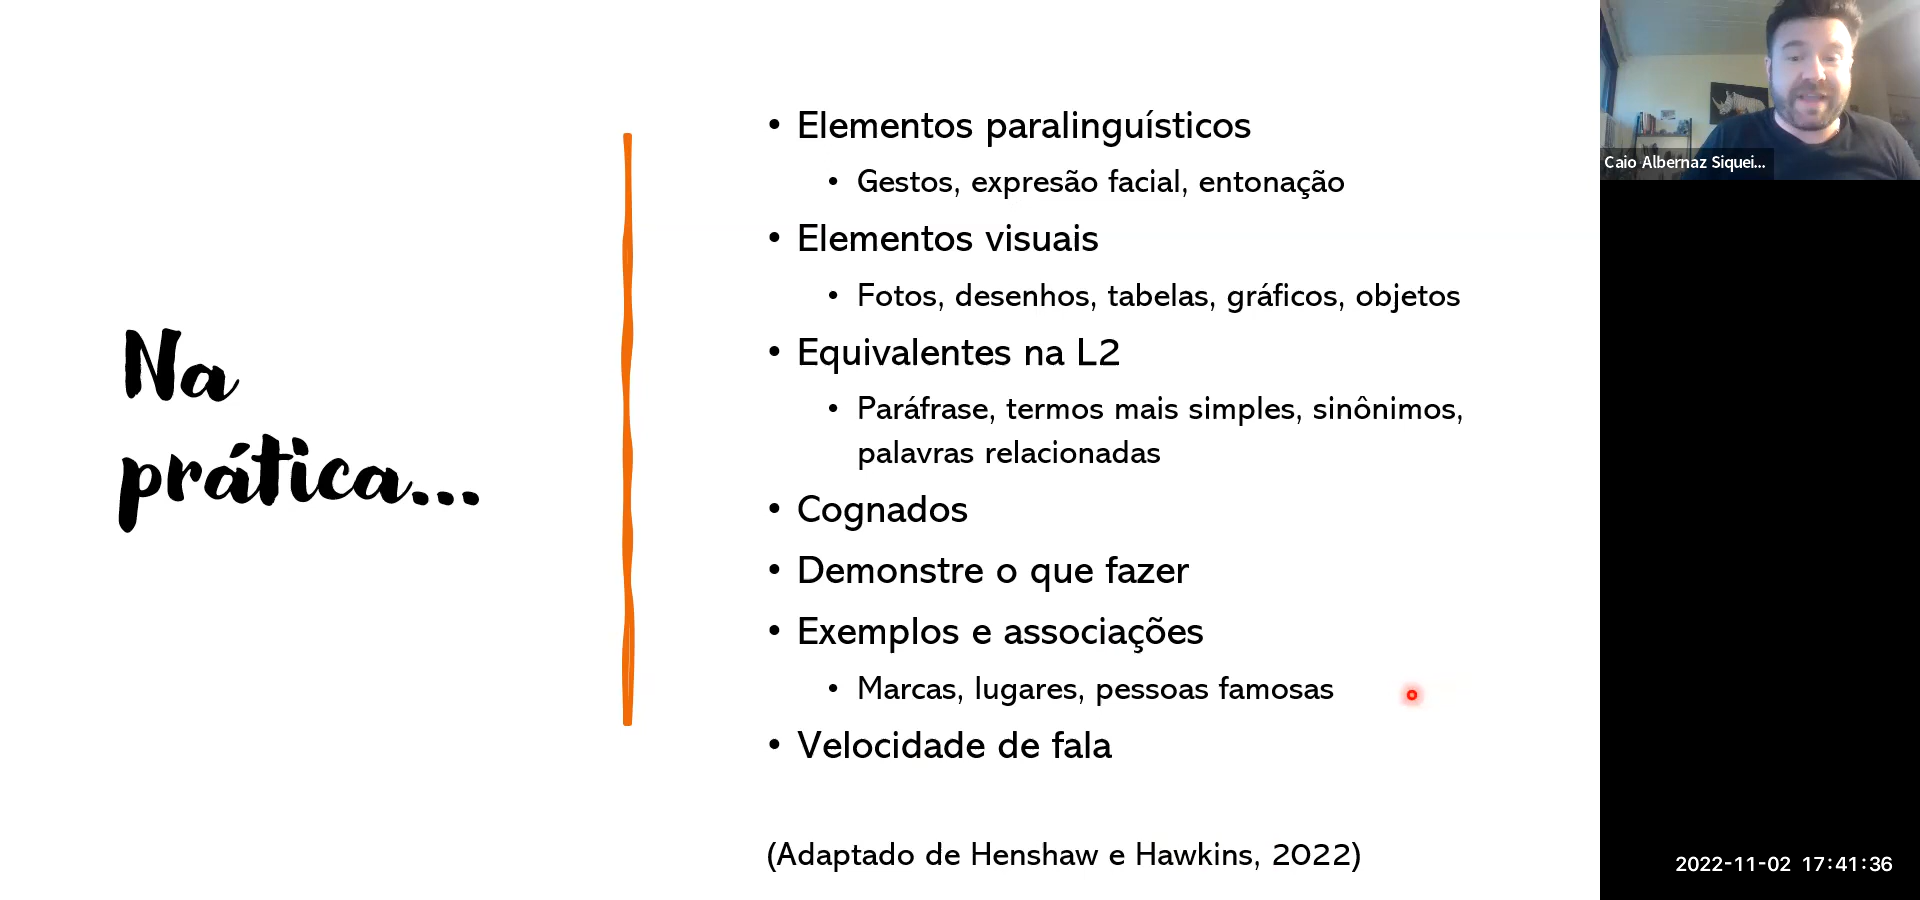 Na
prática...
• Elementos paralinguísticos
• Gestos, expresão facial, entonação
• Elementos visuais
• Fotos, desenhos, tabelas, gráficos, objetos
• Equivalentes na L2
• Paráfrase, termos mais simples, sinônimos,
palavras relacionadas
• Cognados
• Demonstre o que fazer
• Exemplos e associações
• Marcas, lugares, pessoas famosas
• Velocidade de fala
(Adaptado de Henshaw e Hawkins, 2022)
Caio Albernaz Siquei...
2022-11-02 17:41:36